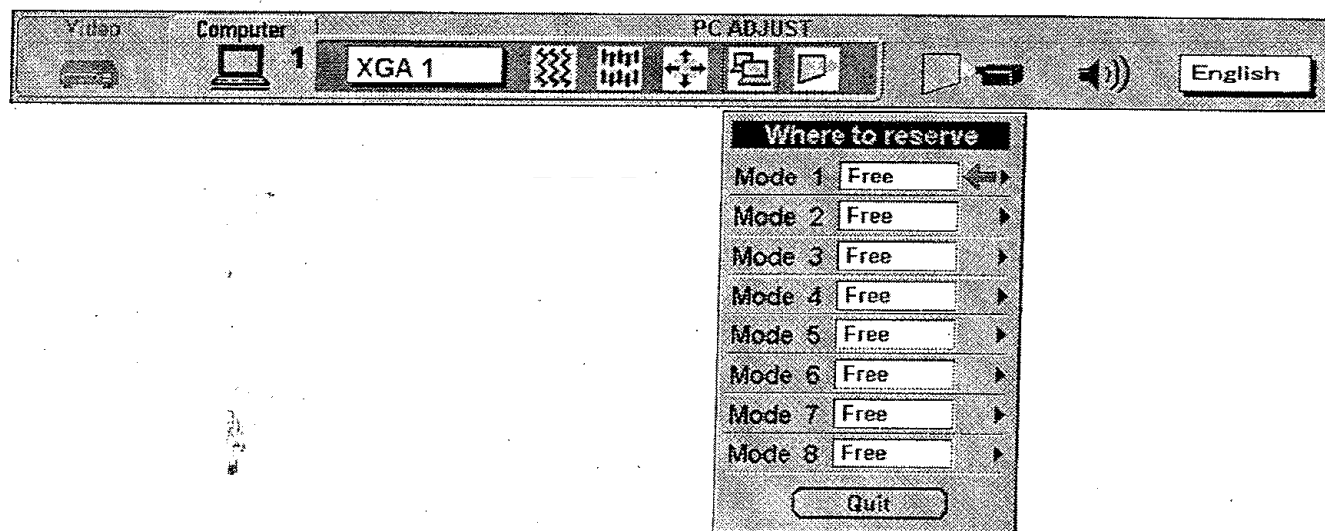 Video
Computer
1
PC ADJUST
XGA 1
English
Where to reserve
Mode 1 Free
Mode 2 Free
Mode 3 Free
Mode 4 Free
Mode 5 Free
Mode 6 Free
Mode 7 Free
Mode 8 Free
Quit